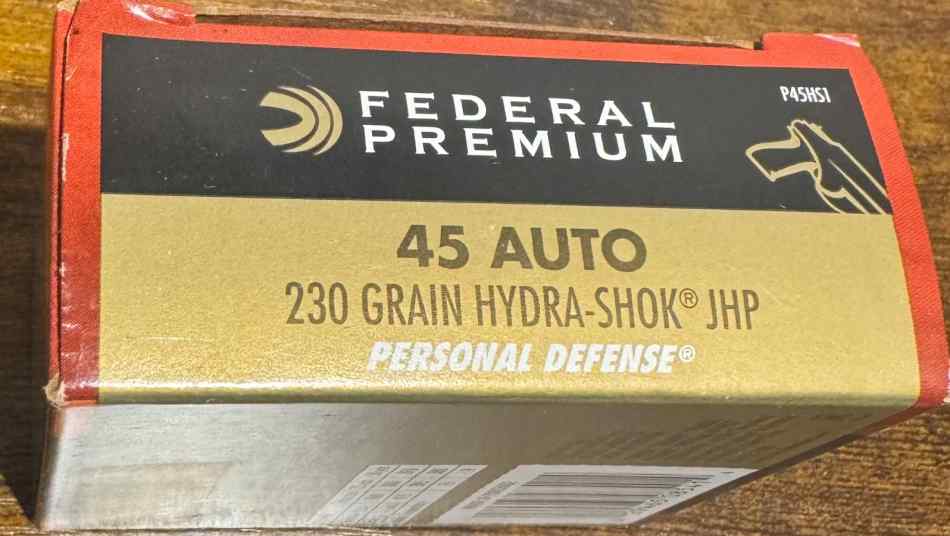 FEDERAL
PREMIUM
P45HS1
45 AUTO
230 GRAIN HYDRA-SHOK® JHP
PERSONAL DEFENSE®